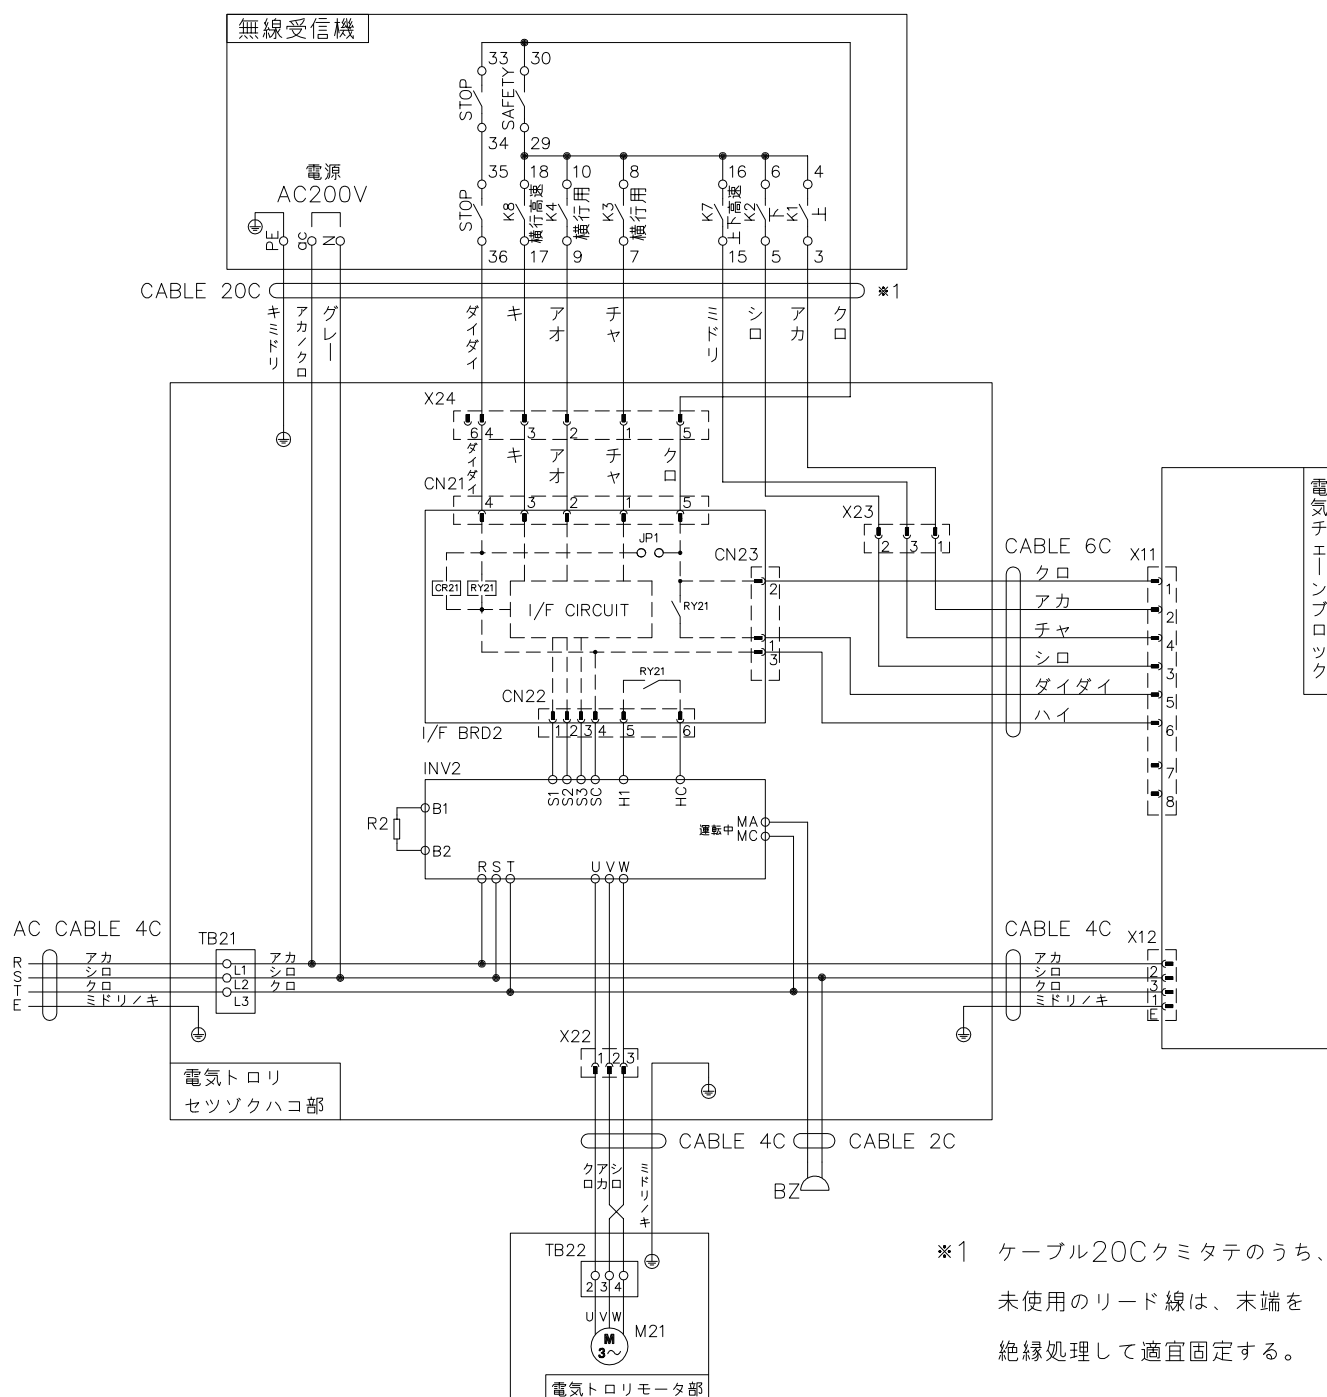 無線受信機
33 30
STOP SAFETY
34 29
電源
AC200V
35 18 10 8 16 6 4
STOP K8 横行高速 K4 横行用 K3 横行用 K7 上下高速 K2 下 K1 上
PE ac N
36 17 9 7 15 5 3
CABLE 20C ※1
キミドリ アカ/クロ グレー ダイダイ キ アオ チャ ミドリ シロ アカ クロ
X24
6 4 3 2 1 5
ダイダイ キ アオ チャ クロ
CN21
4 3 2 1 5
電気チェーンブロック
X23
2 3 1
JP1
CN23
CABLE 6C X11
クロ 1
2
CR21 RY21
I/F CIRCUIT
RY21
アカ 2
チャ 4
1
3
シロ 3
RY21
ダイダイ 5
CN22
ハイ 6
I/F BRD2
1 2 3 4 5 6
7
8
INV2
S1 S2 S3 SC H1 HC
R2
B1
B2
運転中 MA
MC
R S T U V W
AC CABLE 4C
TB21
CABLE 4C X12
R アカ L1 アカ アカ 2
S シロ L2 シロ シロ 3
T クロ L3 クロ クロ 1
E ミドリ/キ ミドリ/キ E
X22
1 2 3
電気トロリ
セツゾクハコ部
CABLE 4C CABLE 2C
クロ アカ シロ ミドリ/キ
BZ
TB22
2 3 4
U V W
M21
M
3~
電気トロリモータ部
※1 ケーブル20Cクミタテのうち、
未使用のリード線は、末端を
絶縁処理して適宜固定する。